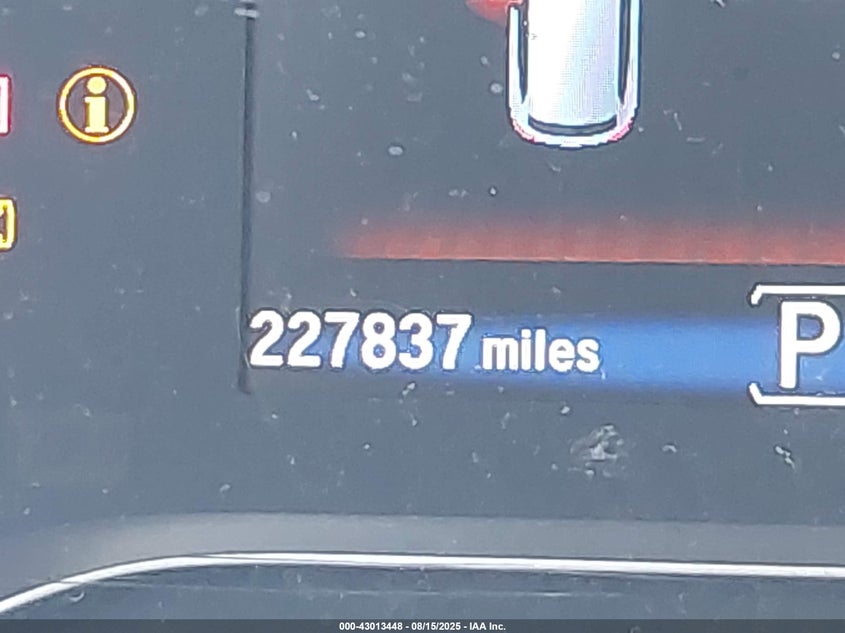 i
227837 miles
P
000-43013448 - 08/15/2025 - IAA Inc.